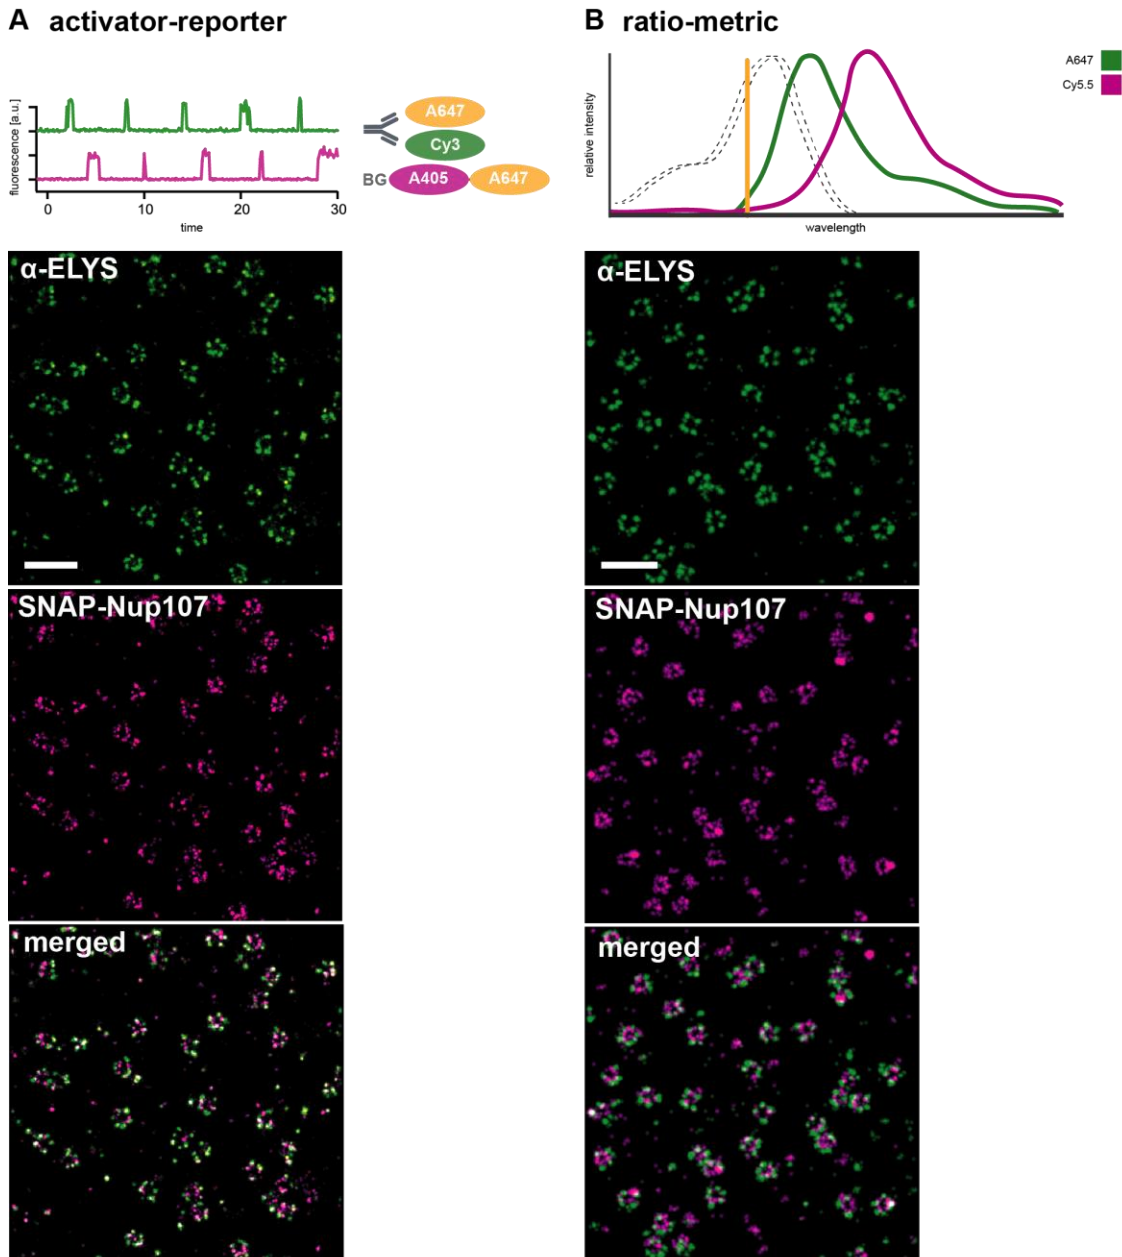 A activator-reporter
fluorescence [a.u.]
0 10 20 30
time
A647
Cy3
BG A405 A647
α-ELYS
SNAP-Nup107
merged
B ratio-metric
relative intensity
wavelength
A647
Cy5.5
α-ELYS
SNAP-Nup107
merged